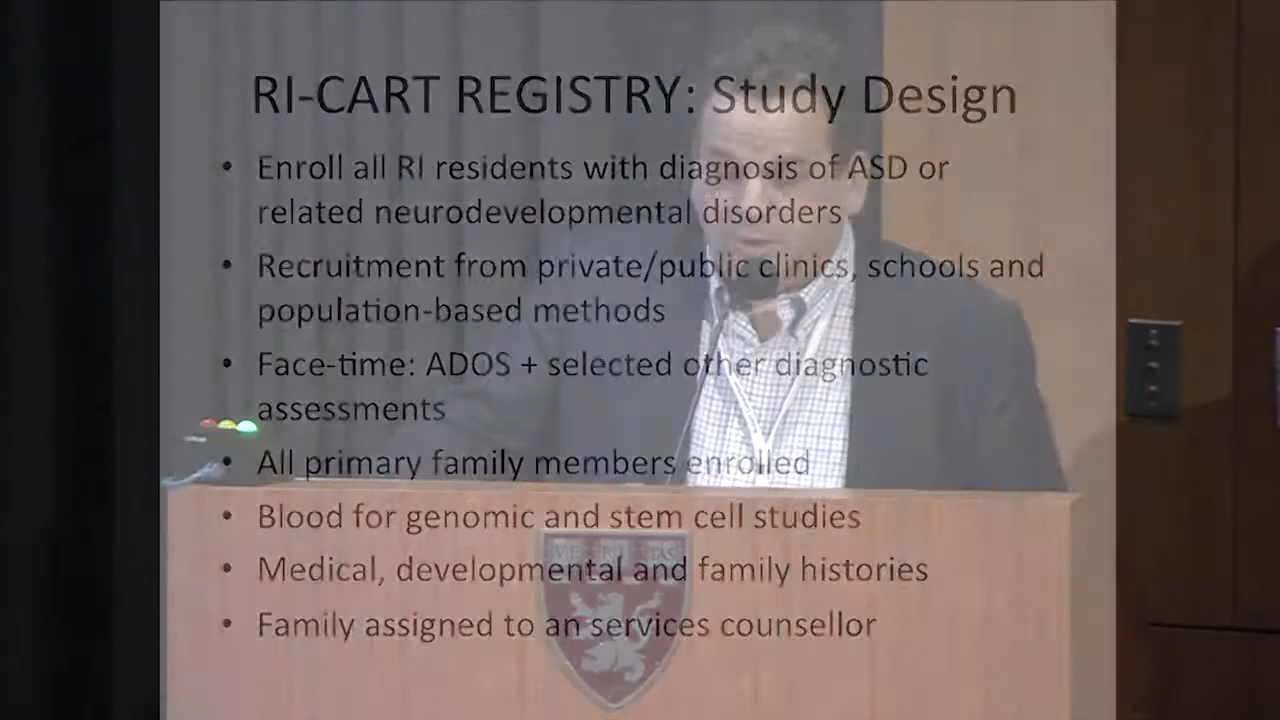 RI-CART REGISTRY: Study Design
• Enroll all RI residents with diagnosis of ASD or
related neurodevelopmental disorders
• Recruitment from private/public clinics, schools and
population-based methods
• Face-time: ADOS + selected other diagnostic
assessments
• All primary family members enrolled
• Blood for genomic and stem cell studies
• Medical, developmental and family histories
• Family assigned to an services counsellor
VE RI TAS